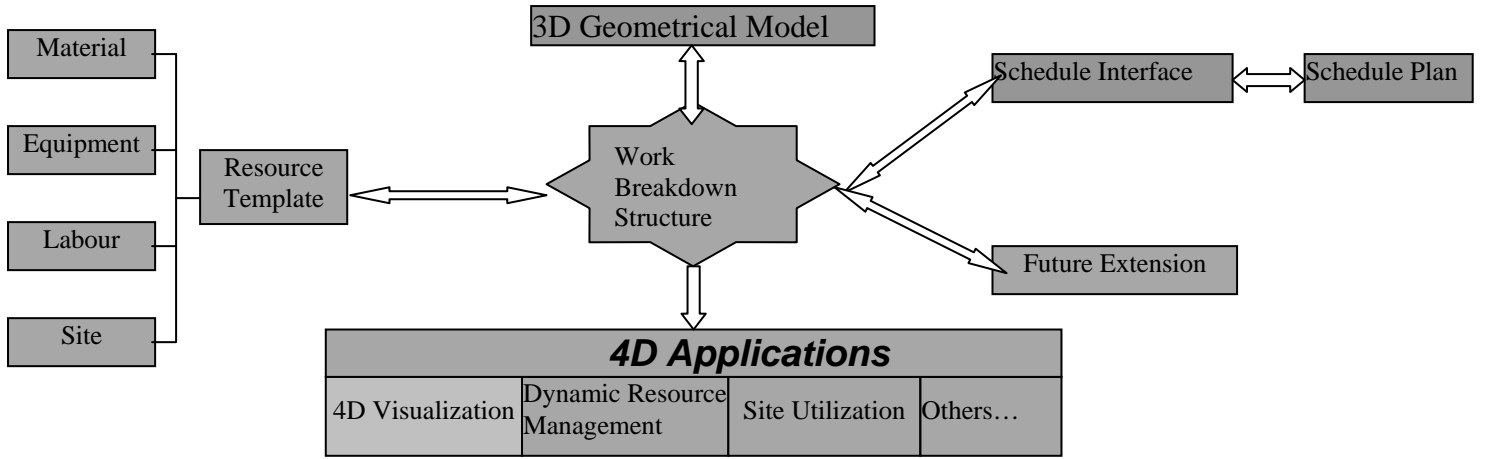 3D Geometrical Model
Material
Equipment
Labour
Site
Resource
Template
Work
Breakdown
Structure
Schedule Interface
Schedule Plan
Future Extension
4D Applications
4D Visualization
Dynamic Resource
Management
Site Utilization
Others…